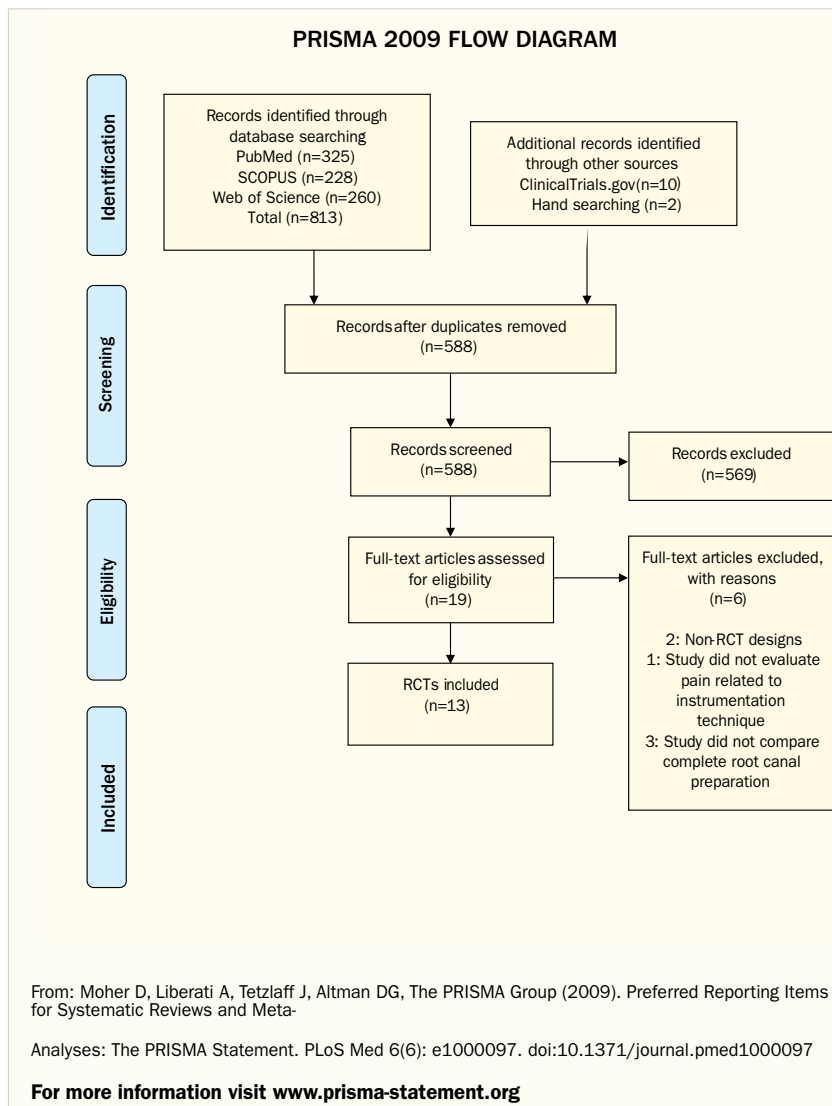 PRISMA 2009 FLOW DIAGRAM
Identification
Records identified through
database searching
PubMed (n=325)
SCOPUS (n=228)
Web of Science (n=260)
Total (n=813)
Additional records identified
through other sources
ClinicalTrials.gov(n=10)
Hand searching (n=2)
Screening
Records after duplicates removed
(n=588)
Records screened
(n=588)
Records excluded
(n=569)
Eligibility
Full-text articles assessed
for eligibility
(n=19)
Full-text articles excluded,
with reasons
(n=6)
2: Non-RCT designs
1: Study did not evaluate
pain related to
instrumentation
technique
3: Study did not compare
complete root canal
preparation
RCTs included
(n=13)
Included
From: Moher D, Liberati A, Tetzlaff J, Altman DG, The PRISMA Group (2009). Preferred Reporting Items
for Systematic Reviews and Meta-
Analyses: The PRISMA Statement. PLoS Med 6(6): e1000097. doi:10.1371/journal.pmed1000097
For more information visit www.prisma-statement.org